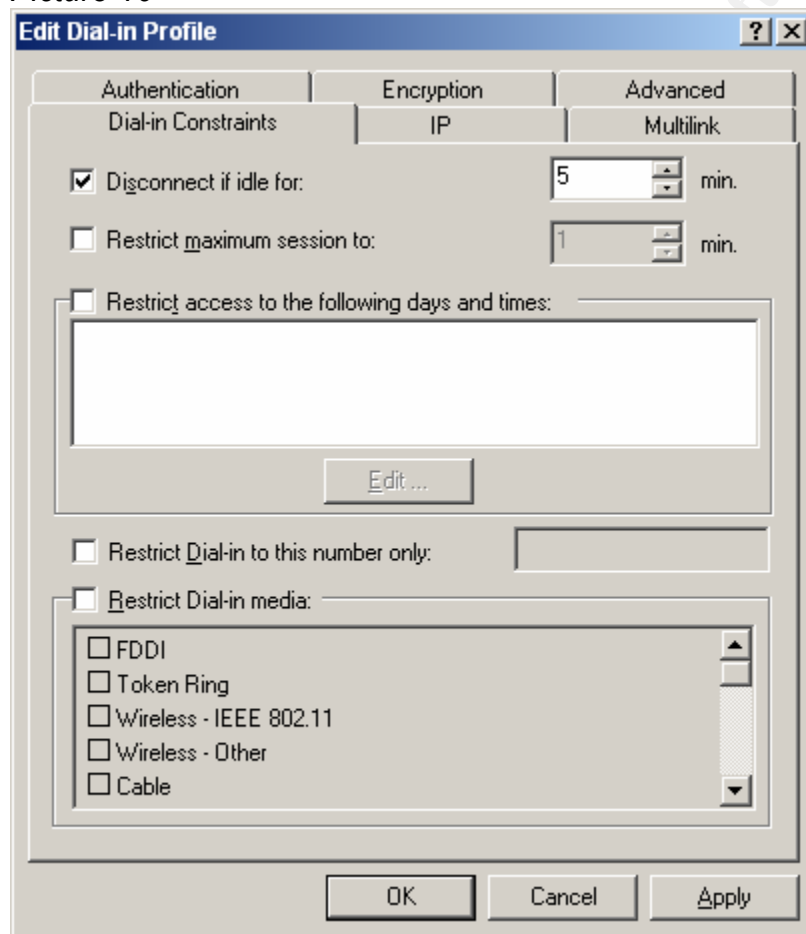 Edit Dial-in Profile
Authentication Encryption Advanced
Dial-in Constraints IP Multilink
Disconnect if idle for: 5 min.
Restrict maximum session to: 1 min.
Restrict access to the following days and times:
Edit ...
Restrict Dial-in to this number only:
Restrict Dial-in media:
FDDI
Token Ring
Wireless - IEEE 802.11
Wireless - Other
Cable
OK Cancel Apply